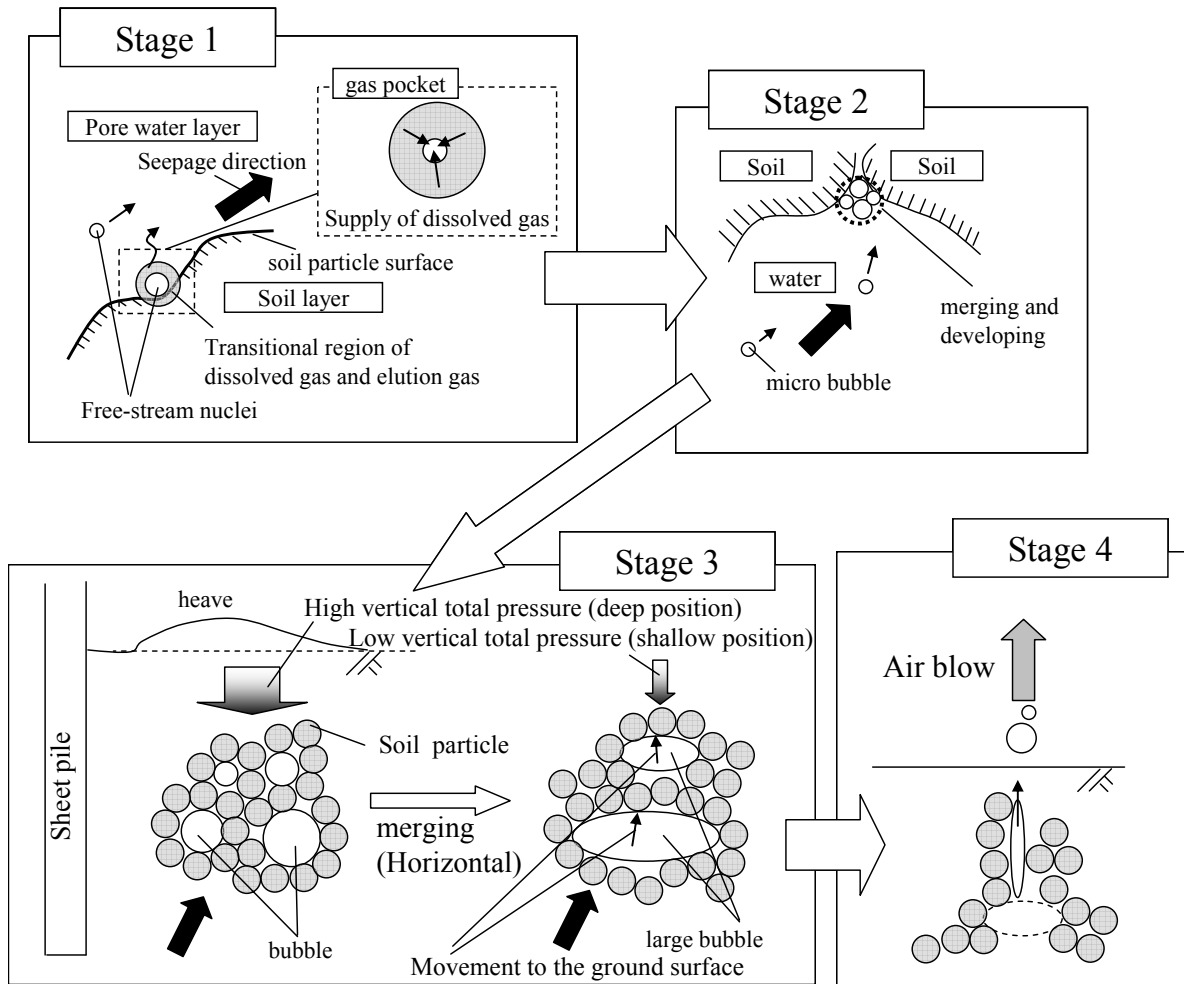 Stage 1
gas pocket
Pore water layer
Seepage direction
Supply of dissolved gas
soil particle surface
Soil layer
Transitional region of
dissolved gas and elution gas
Free-stream nuclei
Stage 2
Soil
Soil
water
merging and
developing
micro bubble
Stage 3
heave
High vertical total pressure (deep position)
Low vertical total pressure (shallow position)
Sheet pile
Soil particle
merging
(Horizontal)
bubble
large bubble
Movement to the ground surface
Stage 4
Air blow